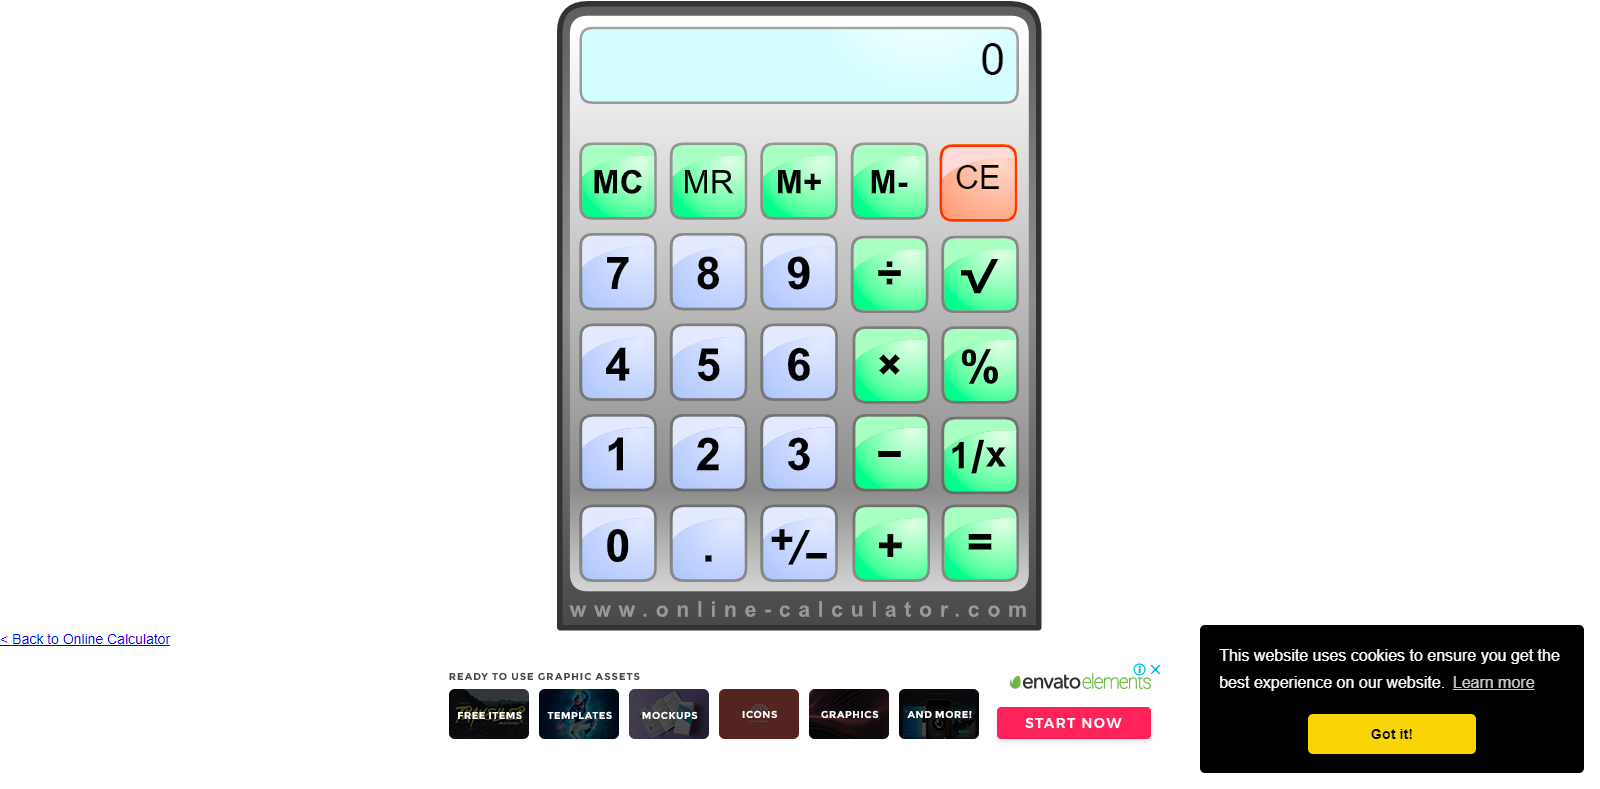 0
MC MR M+ M- CE
7 8 9 ÷ √
4 5 6 × %
1 2 3 − 1/x
0 . +/− + =
www.online-calculator.com
< Back to Online Calculator
This website uses cookies to ensure you get the
best experience on our website. Learn more
Got it!
READY TO USE GRAPHIC ASSETS
envatoelements
FREE ITEMS TEMPLATES MOCKUPS ICONS GRAPHICS AND MORE!
START NOW